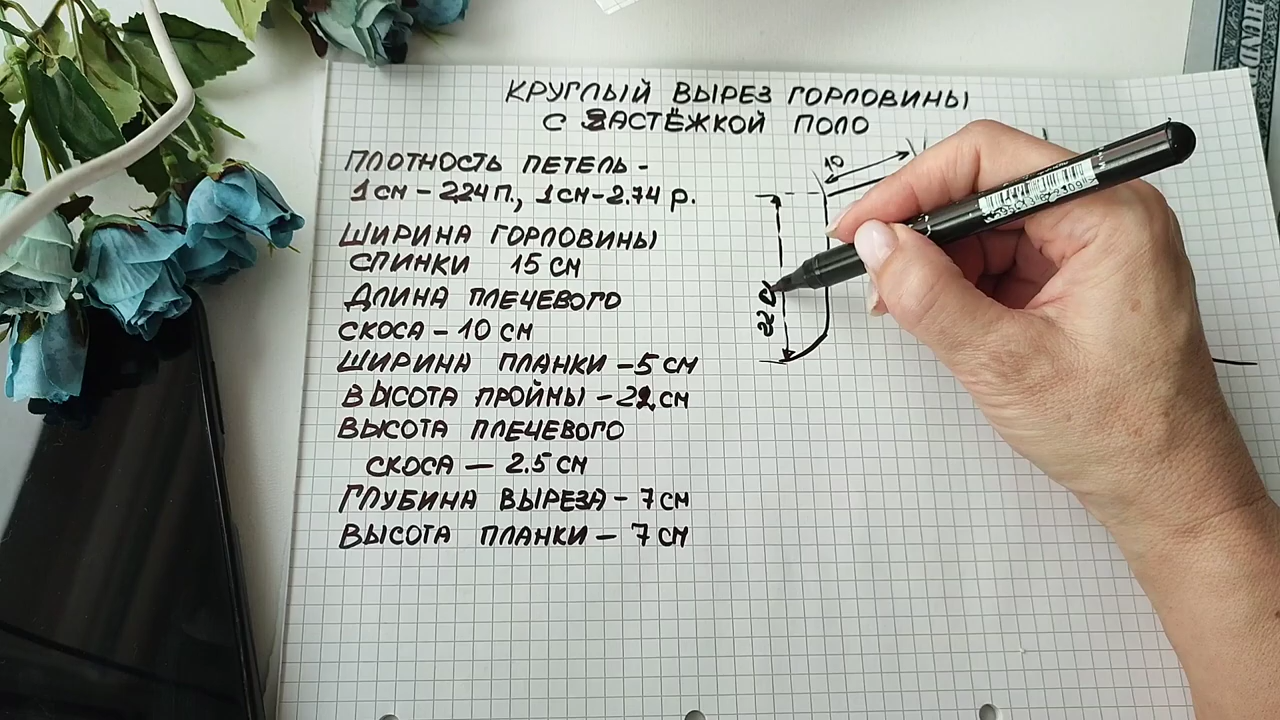 КРУГЛЫЙ ВЫРЕЗ ГОРЛОВИНЫ
С ЗАСТЁЖКОЙ ПОЛО
ПЛОТНОСТЬ ПЕТЕЛЬ -
1 СМ - 2.24 П., 1 СМ - 2.74 Р.
ШИРИНА ГОРЛОВИНЫ
СПИНКИ 15 СМ
ДЛИНА ПЛЕЧЕВОГО
СКОСА - 10 СМ
ШИРИНА ПЛАНКИ - 5 СМ
ВЫСОТА ПРОЙМЫ - 22 СМ
ВЫСОТА ПЛЕЧЕВОГО
СКОСА - 2.5 СМ
ГЛУБИНА ВЫРЕЗА - 7 СМ
ВЫСОТА ПЛАНКИ - 7 СМ
10
22 С
HUND